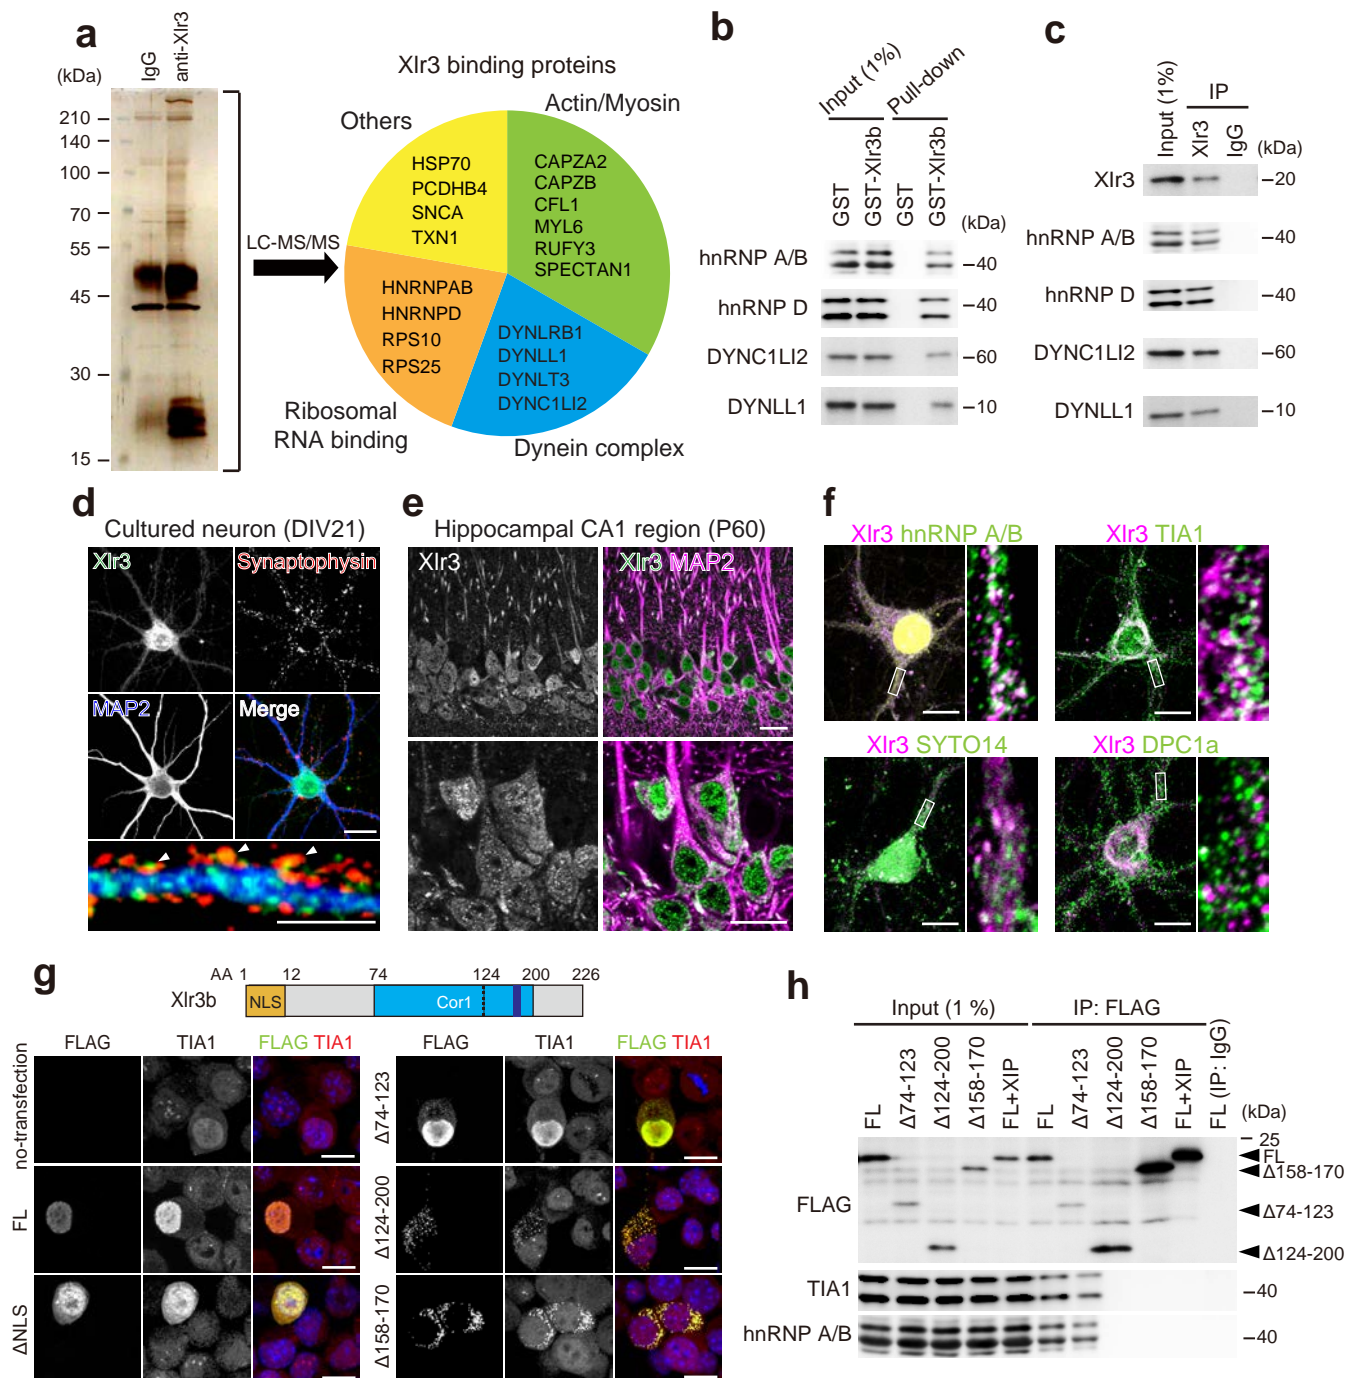 a
(kDa)
IgG
anti-Xlr3
210
140
100
70
55
45
30
15
LC-MS/MS
Xlr3 binding proteins
Others
Actin/Myosin
HSP70
PCDHB4
SNCA
TXN1
CAPZA2
CAPZB
CFL1
MYL6
RUFY3
SPECTAN1
HNRNPAB
HNRNPD
RPS10
RPS25
DYNLRB1
DYNLL1
DYNLT3
DYNC1LI2
Ribosomal
RNA binding
Dynein complex
b
Input (1%)
Pull-down
GST
GST-Xlr3b
GST
GST-Xlr3b
(kDa)
hnRNP A/B
–40
hnRNP D
–40
DYNC1LI2
–60
DYNLL1
–10
c
Input (1%)
IP
Xlr3
IgG
(kDa)
Xlr3
–20
hnRNP A/B
–40
hnRNP D
–40
DYNC1LI2
–60
DYNLL1
–10
d
Cultured neuron (DIV21)
Xlr3
Synaptophysin
MAP2
Merge
e
Hippocampal CA1 region (P60)
Xlr3
Xlr3 MAP2
f
Xlr3 hnRNP A/B
Xlr3 TIA1
Xlr3 SYTO14
Xlr3 DPC1a
g
AA 1 12 74 124 200 226
Xlr3b
NLS
Cor1
FLAG TIA1 FLAG TIA1
FLAG TIA1 FLAG TIA1
no-transfection
FL
ΔNLS
Δ74-123
Δ124-200
Δ158-170
h
Input (1 %)
IP: FLAG
FL
Δ74-123
Δ124-200
Δ158-170
FL+XIP
FL
Δ74-123
Δ124-200
Δ158-170
FL+XIP
FL (IP: IgG)
(kDa)
25
FL
Δ158-170
Δ74-123
Δ124-200
FLAG
TIA1
–40
hnRNP A/B
–40